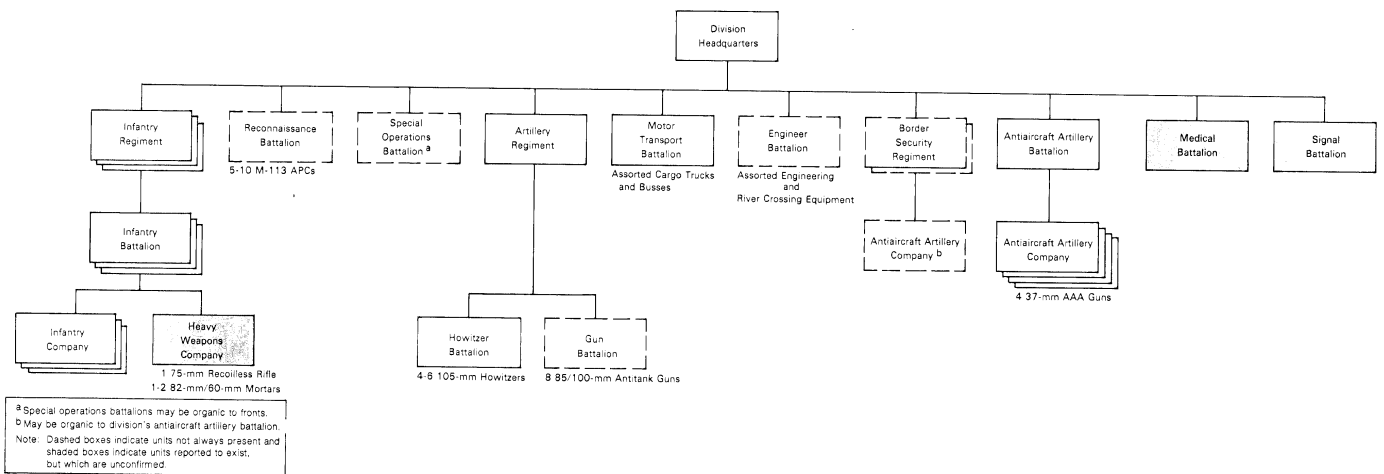 Division
Headquarters
Infantry
Regiment
Reconnaissance
Battalion
5-10 M-113 APCs
Special
Operations
Battalion a
Artillery
Regiment
Motor
Transport
Battalion
Assorted Cargo Trucks
and Busses
Engineer
Battalion
Assorted Engineering
and
River Crossing Equipment
Border
Security
Regiment
Antiaircraft Artillery
Battalion
Medical
Battalion
Signal
Battalion
Infantry
Battalion
Antiaircraft Artillery
Company b
Antiaircraft Artillery
Company
4 37-mm AAA Guns
Infantry
Company
Heavy
Weapons
Company
1 75-mm Recoilless Rifle
1-2 82-mm/60-mm Mortars
Howitzer
Battalion
4-6 105-mm Howitzers
Gun
Battalion
8 85/100-mm Antitank Guns
a Special operations battalions may be organic to fronts.
b May be organic to division's antiaircraft artillery battalion.
Note: Dashed boxes indicate units not always present and
shaded boxes indicate units reported to exist,
but which are unconfirmed.